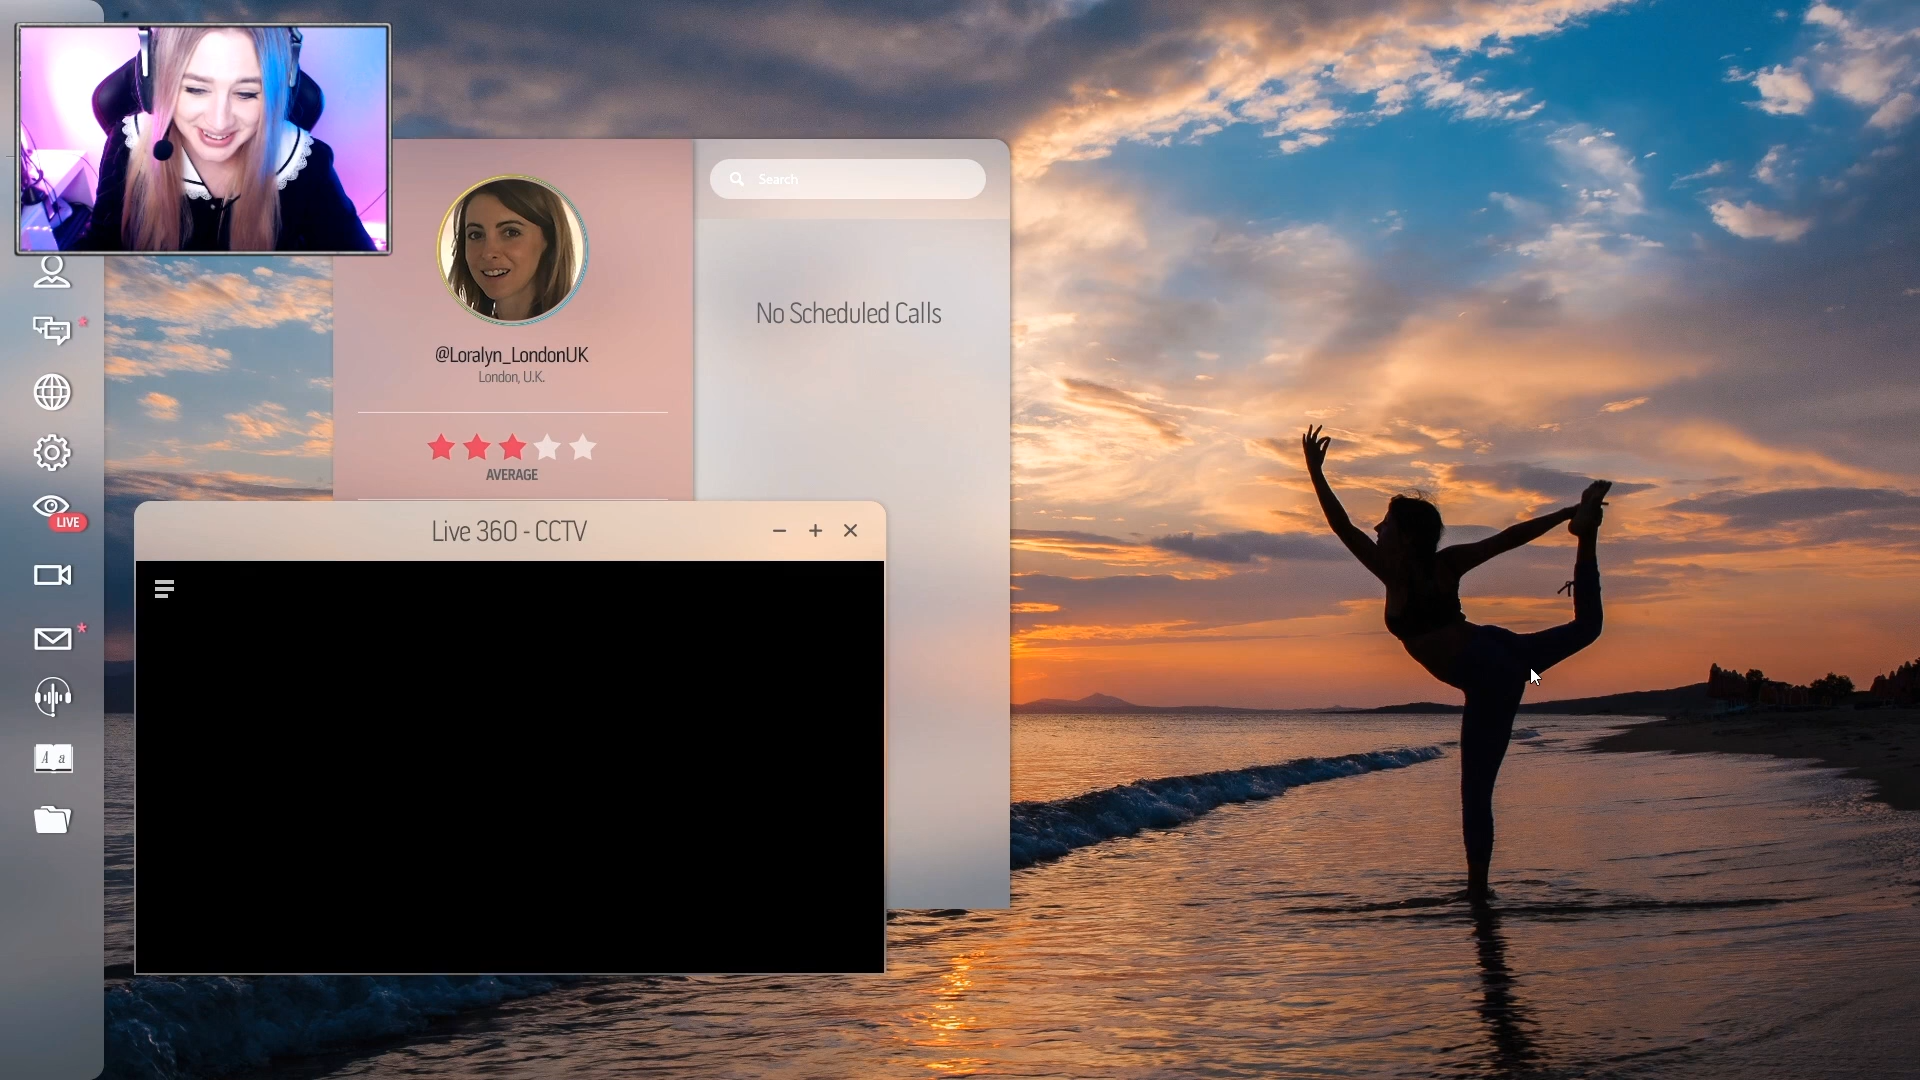 Search
No Scheduled Calls
@Loralyn_LondonUK
London, U.K.
AVERAGE
LIVE
Live 360 - CCTV
A a